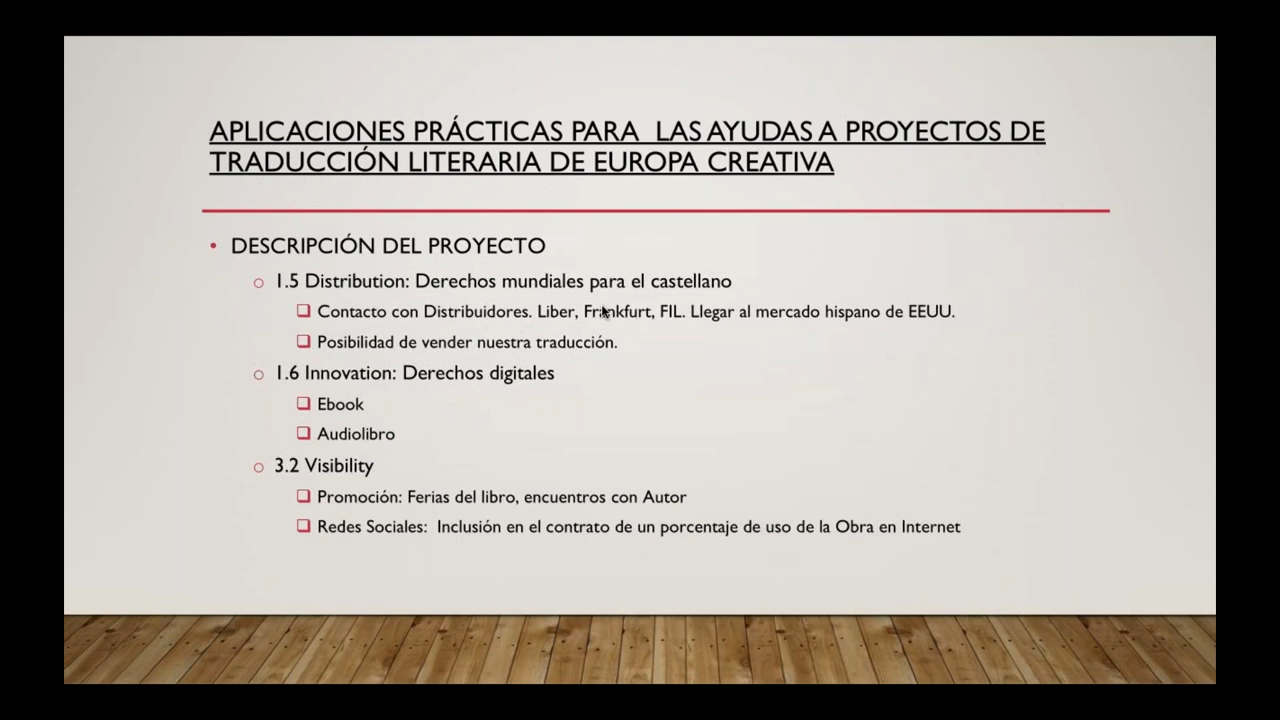 APLICACIONES PRÁCTICAS PARA LAS AYUDAS A PROYECTOS DE
TRADUCCIÓN LITERARIA DE EUROPA CREATIVA
• DESCRIPCIÓN DEL PROYECTO
o 1.5 Distribution: Derechos mundiales para el castellano
❑ Contacto con Distribuidores. Liber, Frankfurt, FIL. Llegar al mercado hispano de EEUU.
❑ Posibilidad de vender nuestra traducción.
o 1.6 Innovation: Derechos digitales
❑ Ebook
❑ Audiolibro
o 3.2 Visibility
❑ Promoción: Ferias del libro, encuentros con Autor
❑ Redes Sociales: Inclusión en el contrato de un porcentaje de uso de la Obra en Internet